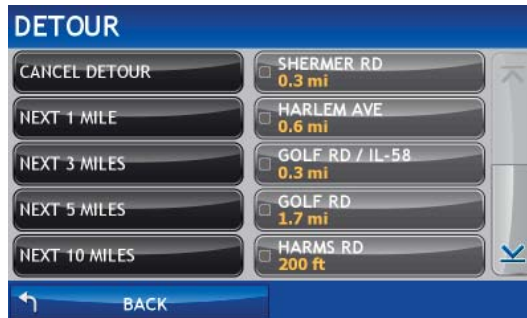 DETOUR
CANCEL DETOUR
NEXT 1 MILE
NEXT 3 MILES
NEXT 5 MILES
NEXT 10 MILES
SHERMER RD
0.3 mi
HARLEM AVE
0.6 mi
GOLF RD / IL-58
0.3 mi
GOLF RD
1.7 mi
HARMS RD
200 ft
BACK